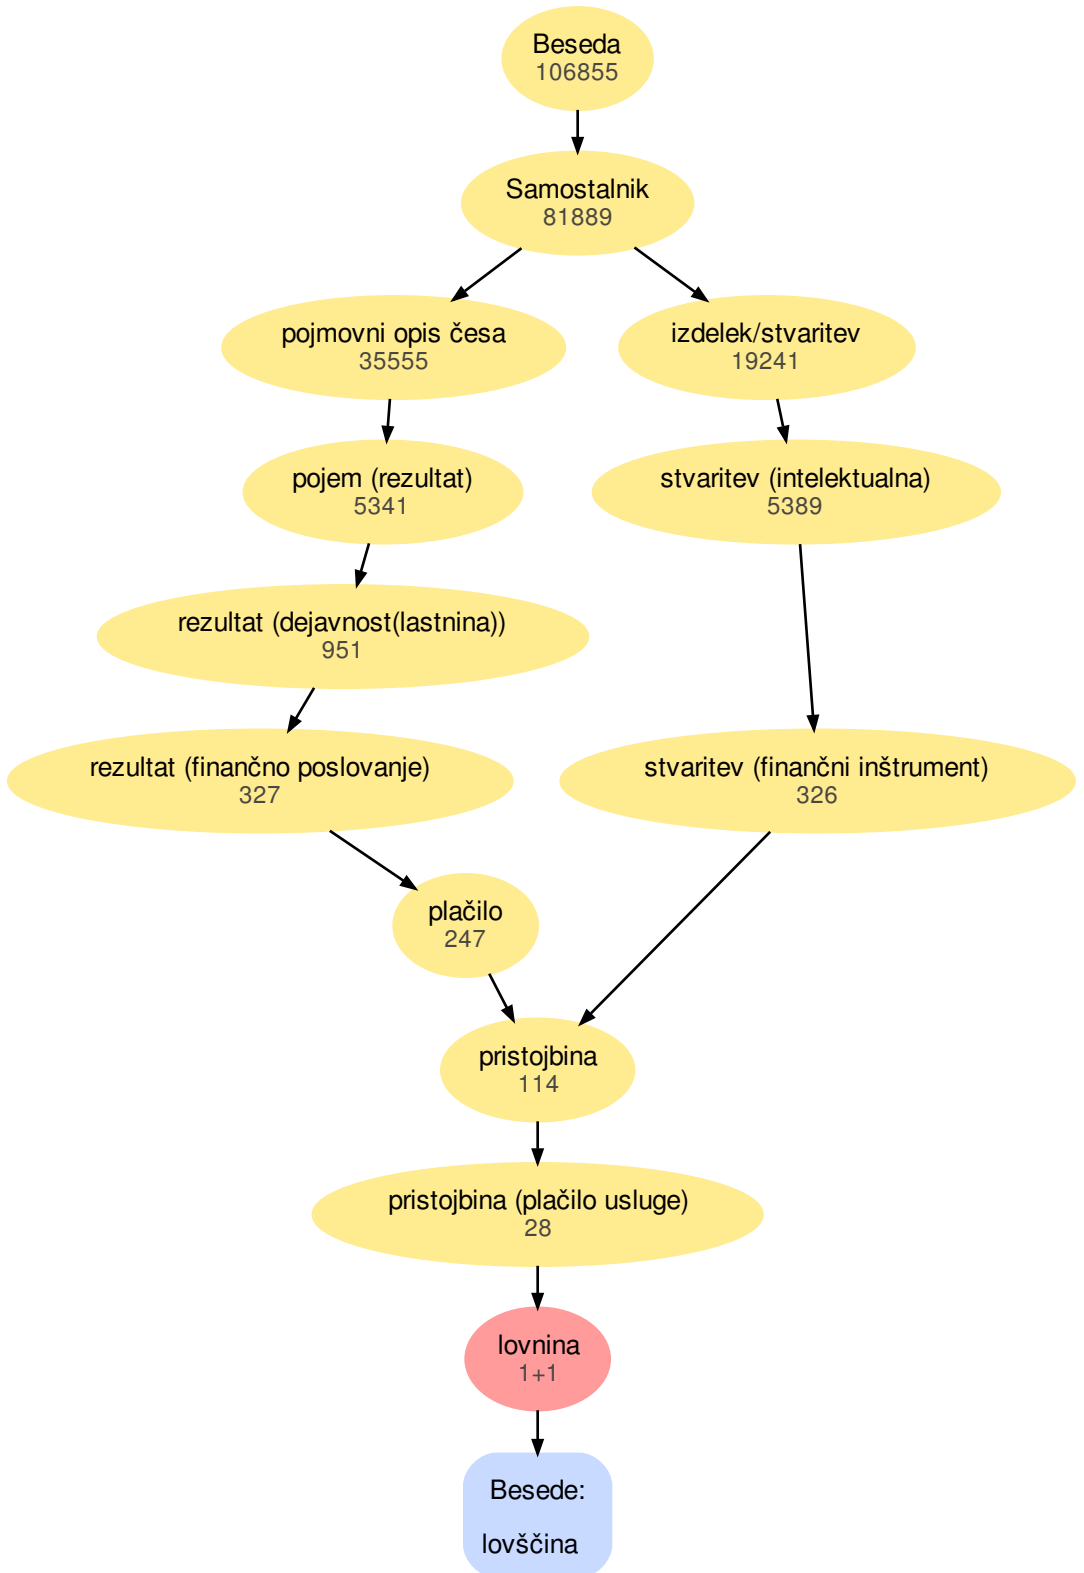 Beseda
106855
Samostalnik
81889
pojmovni opis česa
35555
izdelek/stvaritev
19241
pojem (rezultat)
5341
stvaritev (intelektualna)
5389
rezultat (dejavnost(lastnina))
951
rezultat (finančno poslovanje)
327
stvaritev (finančni inštrument)
326
plačilo
247
pristojbina
114
pristojbina (plačilo usluge)
28
lovnina
1+1
Besede:
lovščina